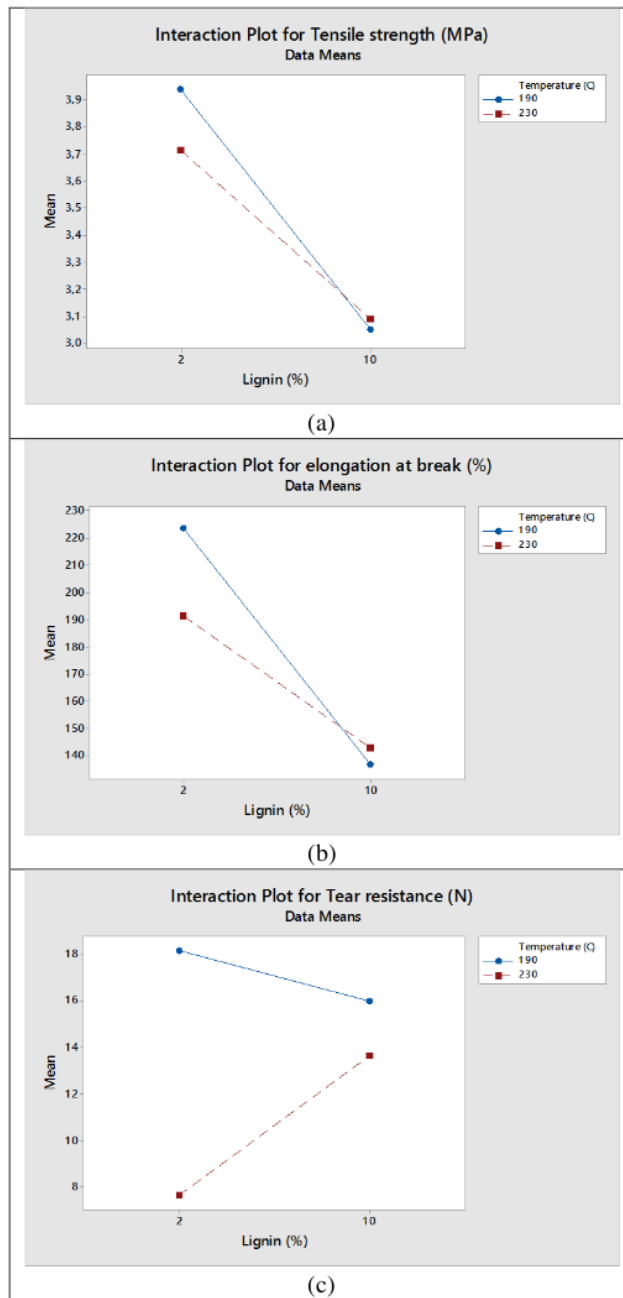 Interaction Plot for Tensile strength (MPa)
Data Means
Temperature (C)
190
230
3,9
3,8
3,7
3,6
3,5
3,4
3,3
3,2
3,1
3,0
Mean
2
10
Lignin (%)
(a)
Interaction Plot for elongation at break (%)
Data Means
Temperature (C)
190
230
230
220
210
200
190
180
170
160
150
140
Mean
2
10
Lignin (%)
(b)
Interaction Plot for Tear resistance (N)
Data Means
Temperature (C)
190
230
18
16
14
12
10
8
Mean
2
10
Lignin (%)
(c)